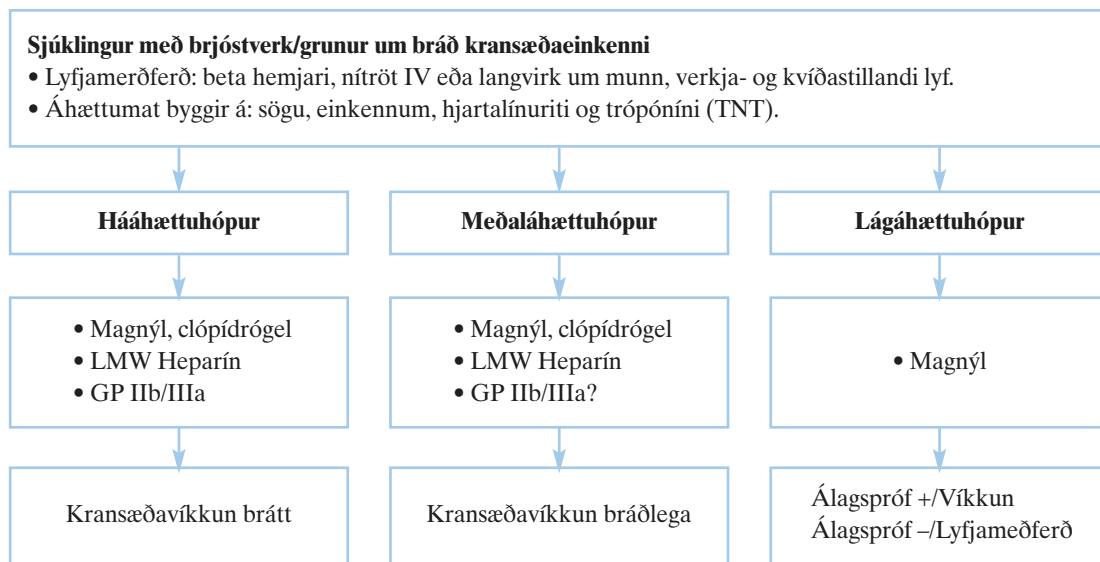 Sjúklingur með brjóstverk/grunur um bráð kransæðaeinkenni
• Lyfjamerðferð: beta hemjari, nítröt IV eða langvirk um munn, verkja- og kvíðastillandi lyf.
• Áhættumat byggir á: sögu, einkennum, hjartalínuriti og trópóníni (TNT).
Hááhættuhópur
Meðaláhættuhópur
Lágáhættuhópur
• Magnýl, clópídrógel
• LMW Heparín
• GP IIb/IIIa
• Magnýl, clópídrógel
• LMW Heparín
• GP IIb/IIIa?
• Magnýl
Kransæðavíkkun brátt
Kransæðavíkkun bráðlega
Álagspróf +/Víkkun
Álagspróf –/Lyfjameðferð